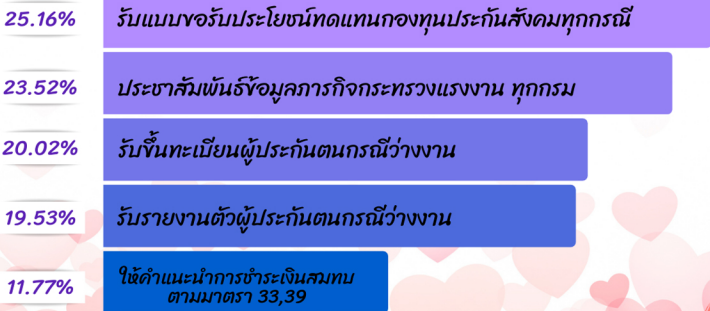 25.16% รับแบบขอรับประโยชน์ทดแทนกองทุนประกันสังคมทุกกรณี
23.52% ประชาสัมพันธ์ข้อมูลภารกิจกระทรวงแรงงาน ทุกกรม
20.02% รับขึ้นทะเบียนผู้ประกันตนกรณีว่างงาน
19.53% รับรายงานตัวผู้ประกันตนกรณีว่างงาน
11.77% ให้คำแนะนำการชำระเงินสมทบ
ตามมาตรา 33,39